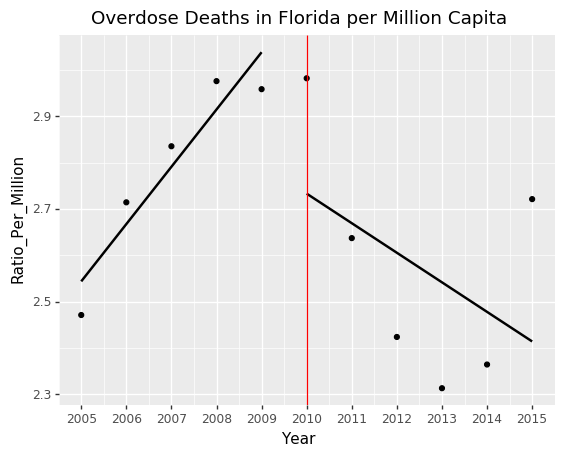 Overdose Deaths in Florida per Million Capita
Ratio_Per_Million
2.9
2.7
2.5
2.3
2005 2006 2007 2008 2009 2010 2011 2012 2013 2014 2015
Year